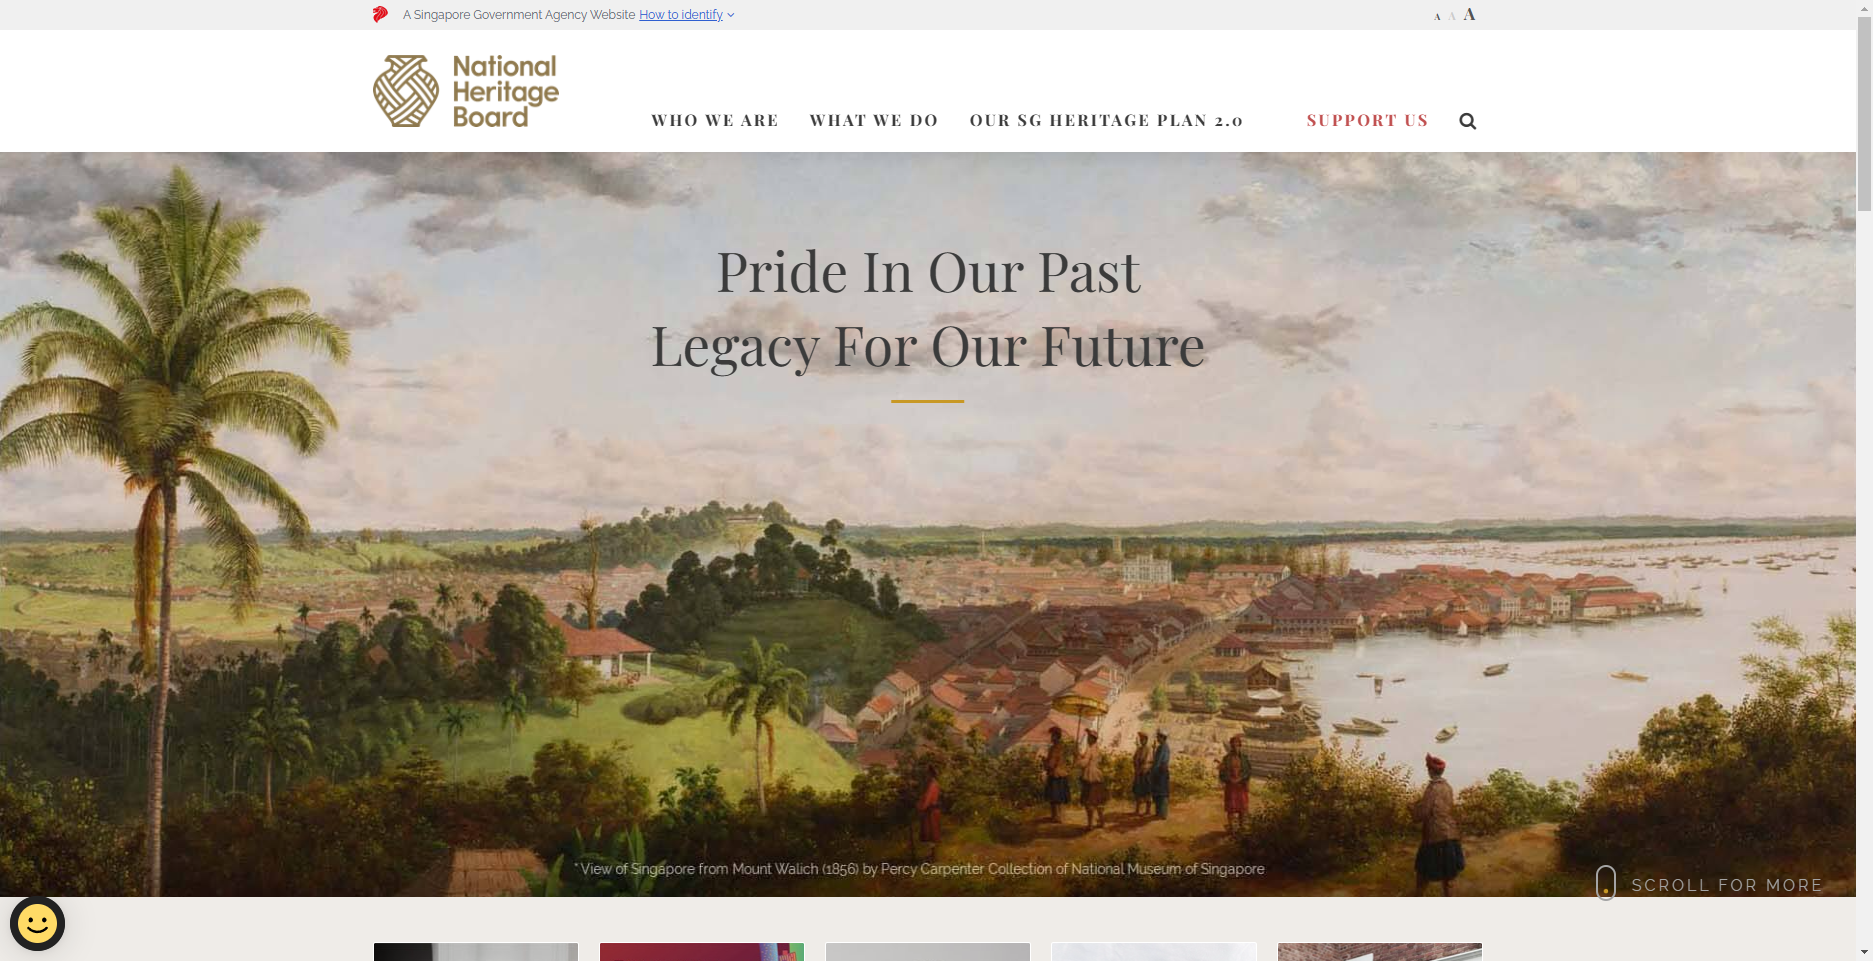 A Singapore Government Agency Website How to identify
A A A
National
Heritage
Board
WHO WE ARE WHAT WE DO OUR SG HERITAGE PLAN 2.0 SUPPORT US
Pride In Our Past
Legacy For Our Future
* View of Singapore from Mount Walich (1856) by Percy Carpenter Collection of National Museum of Singapore
SCROLL FOR MORE